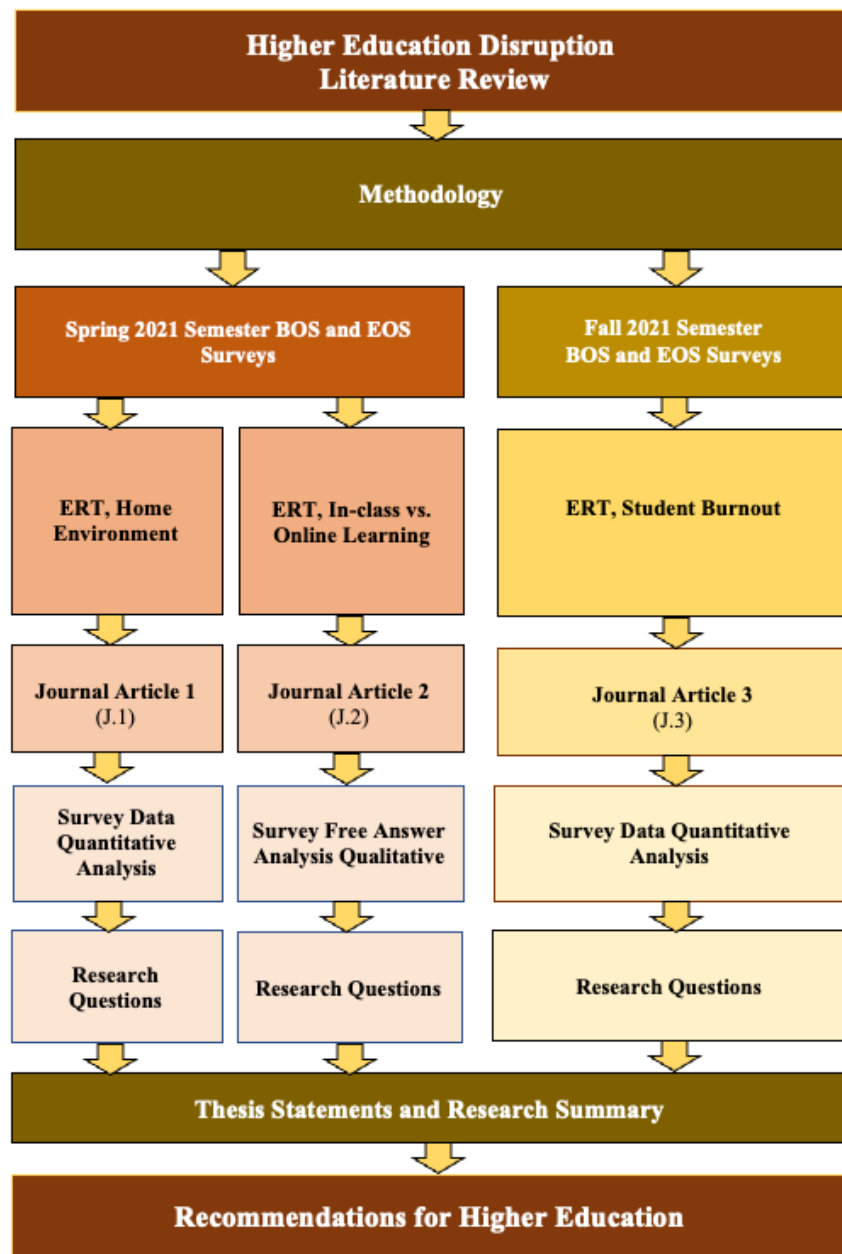 Higher Education Disruption
Literature Review
Methodology
Spring 2021 Semester BOS and EOS
Surveys
Fall 2021 Semester
BOS and EOS Surveys
ERT, Home
Environment
ERT, In-class vs.
Online Learning
ERT, Student Burnout
Journal Article 1
(J.1)
Journal Article 2
(J.2)
Journal Article 3
(J.3)
Survey Data
Quantitative
Analysis
Survey Free Answer
Analysis Qualitative
Survey Data Quantitative
Analysis
Research
Questions
Research Questions
Research Questions
Thesis Statements and Research Summary
Recommendations for Higher Education